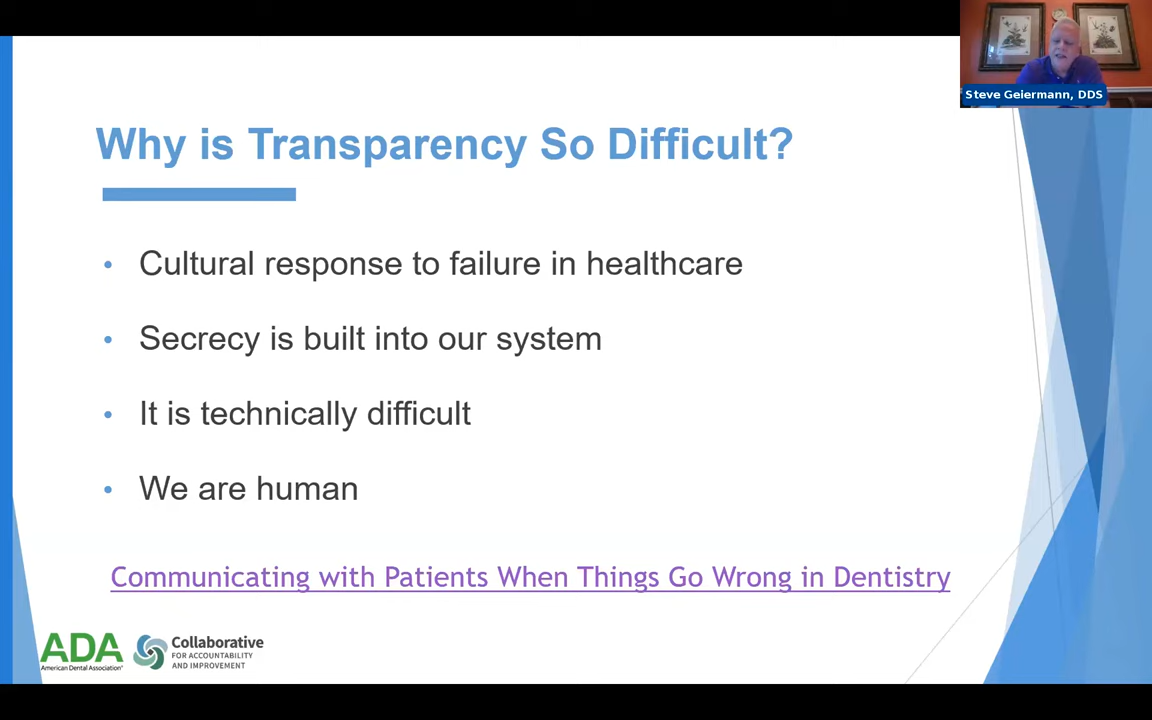 Steve Geiermann, DDS
Why is Transparency So Difficult?
• Cultural response to failure in healthcare
• Secrecy is built into our system
• It is technically difficult
• We are human
Communicating with Patients When Things Go Wrong in Dentistry
ADA
American Dental Association®
Collaborative
FOR ACCOUNTABILITY
AND IMPROVEMENT